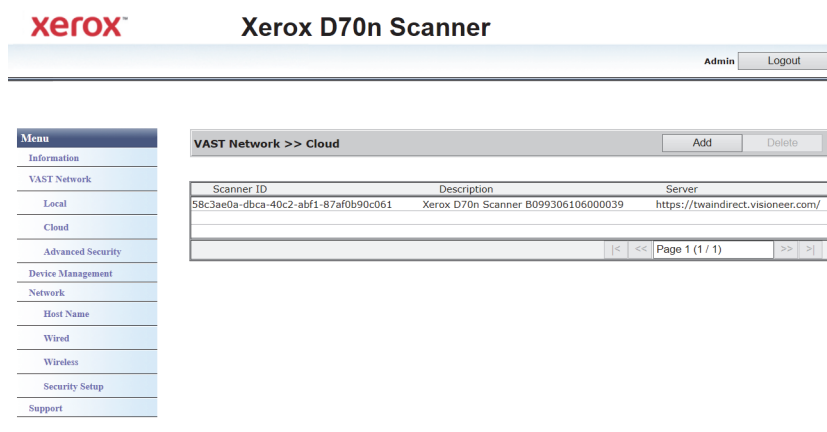 xerox™
Xerox D70n Scanner
Admin Logout
Menu
Information
VAST Network
Local
Cloud
Advanced Security
Device Management
Network
Host Name
Wired
Wireless
Security Setup
Support
VAST Network >> Cloud Add Delete
Scanner ID Description Server
58c3ae0a-dbca-40c2-abf1-87af0b90c061 Xerox D70n Scanner B099306106000039 https://twaindirect.visioneer.com/
|< << Page 1 (1 / 1) >> >|